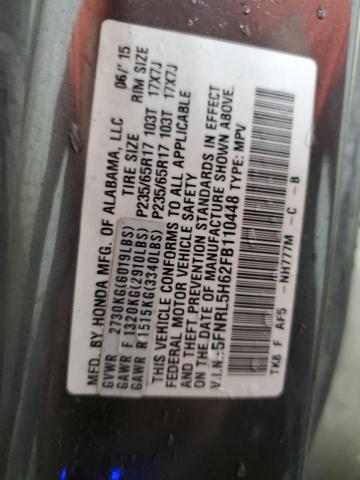 MFD. BY HONDA MFG. OF ALABAMA, LLC 06/'15
TIRE SIZE RIM SIZE
GVWR 2730KG(6019LBS)
GAWR F 1320KG(2910LBS) P235/65R17 103T 17X7J
GAWR R 1515KG(3340LBS) P235/65R17 103T 17X7J
THIS VEHICLE CONFORMS TO ALL APPLICABLE
FEDERAL MOTOR VEHICLE SAFETY
AND THEFT PREVENTION STANDARDS IN EFFECT
ON THE DATE OF MANUFACTURE SHOWN ABOVE.
V.I.N.:5FNRL5H62FB110448 TYPE: MPV
TK8 F AF5 -NH777M -C -B